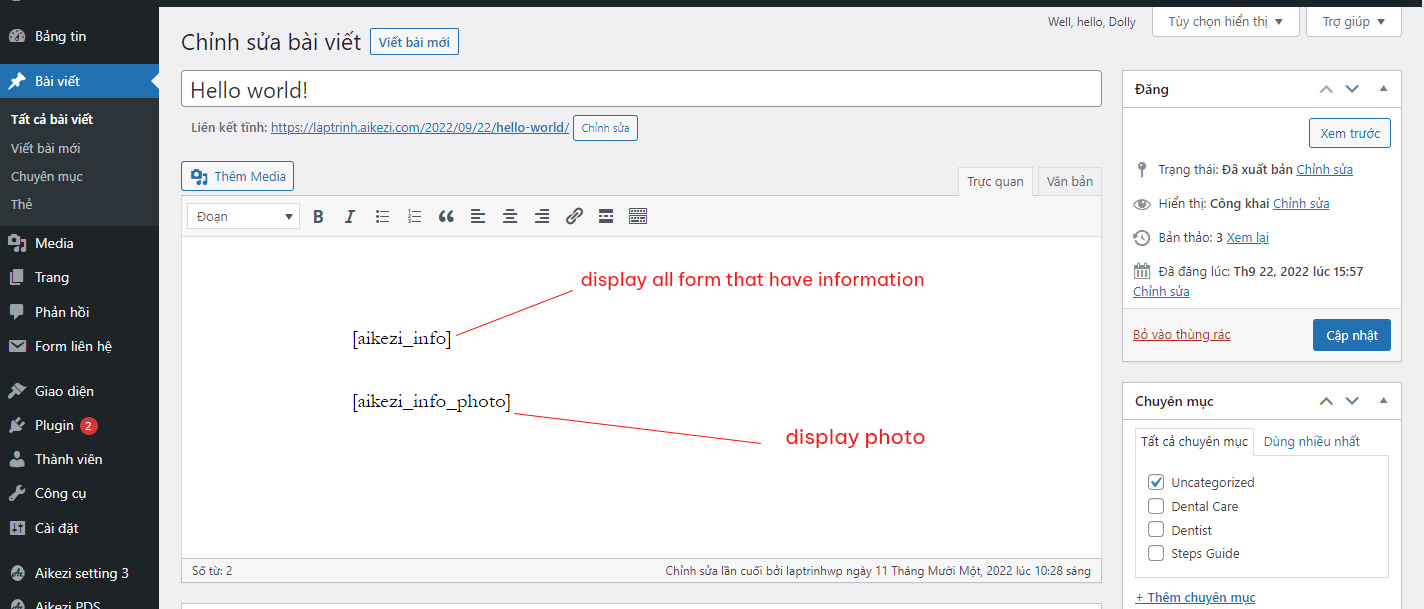 Well, hello, Dolly
Tùy chọn hiển thị
Trợ giúp
Bảng tin
Bài viết
Tất cả bài viết
Viết bài mới
Chuyên mục
Thẻ
Media
Trang
Phản hồi
Form liên hệ
Giao diện
Plugin 2
Thành viên
Công cụ
Cài đặt
Aikezi setting 3
Aikezi PDS
Chỉnh sửa bài viết
Viết bài mới
Hello world!
Liên kết tĩnh: https://laptrinh.aikezi.com/2022/09/22/hello-world/ Chỉnh sửa
Thêm Media
Trực quan
Văn bản
Đoạn
B I
display all form that have information
[aikezi_info]
[aikezi_info_photo]
display photo
Số từ: 2
Chỉnh sửa lần cuối bởi laptrinhwp ngày 11 Tháng Mười Một, 2022 lúc 10:28 sáng
Đăng
Xem trước
Trạng thái: Đã xuất bản Chỉnh sửa
Hiển thị: Công khai Chỉnh sửa
Bản thảo: 3 Xem lại
Đã đăng lúc: Th9 22, 2022 lúc 15:57
Chỉnh sửa
Bỏ vào thùng rác
Cập nhật
Chuyên mục
Tất cả chuyên mục
Dùng nhiều nhất
Uncategorized
Dental Care
Dentist
Steps Guide
+ Thêm chuyên mục